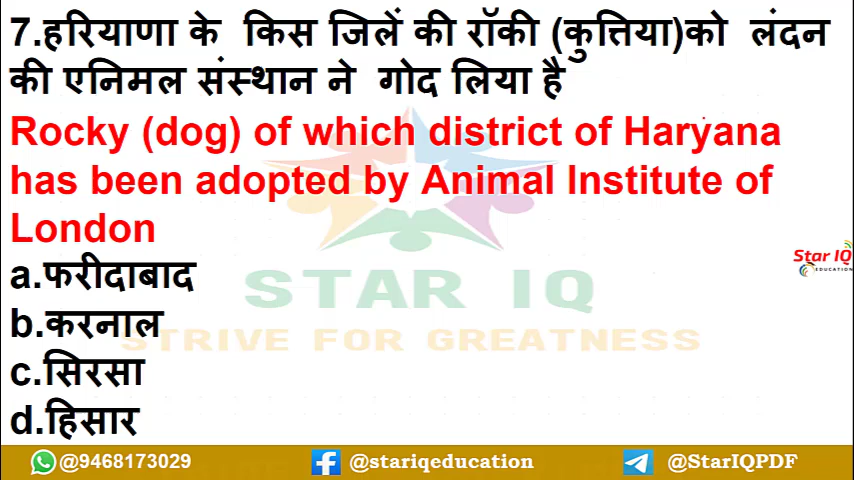 7.हरियाणा के किस जिलें की रॉकी (कुत्तिया)को लंदन
की एनिमल संस्थान ने गोद लिया है
Rocky (dog) of which district of Haryana
has been adopted by Animal Institute of
London
a.फरीदाबाद
b.करनाल
c.सिरसा
d.हिसार
STAR IQ
STRIVE FOR GREATNESS
Star IQ
EDUCATION
@9468173029
@stariqeducation
@StarIQPDF